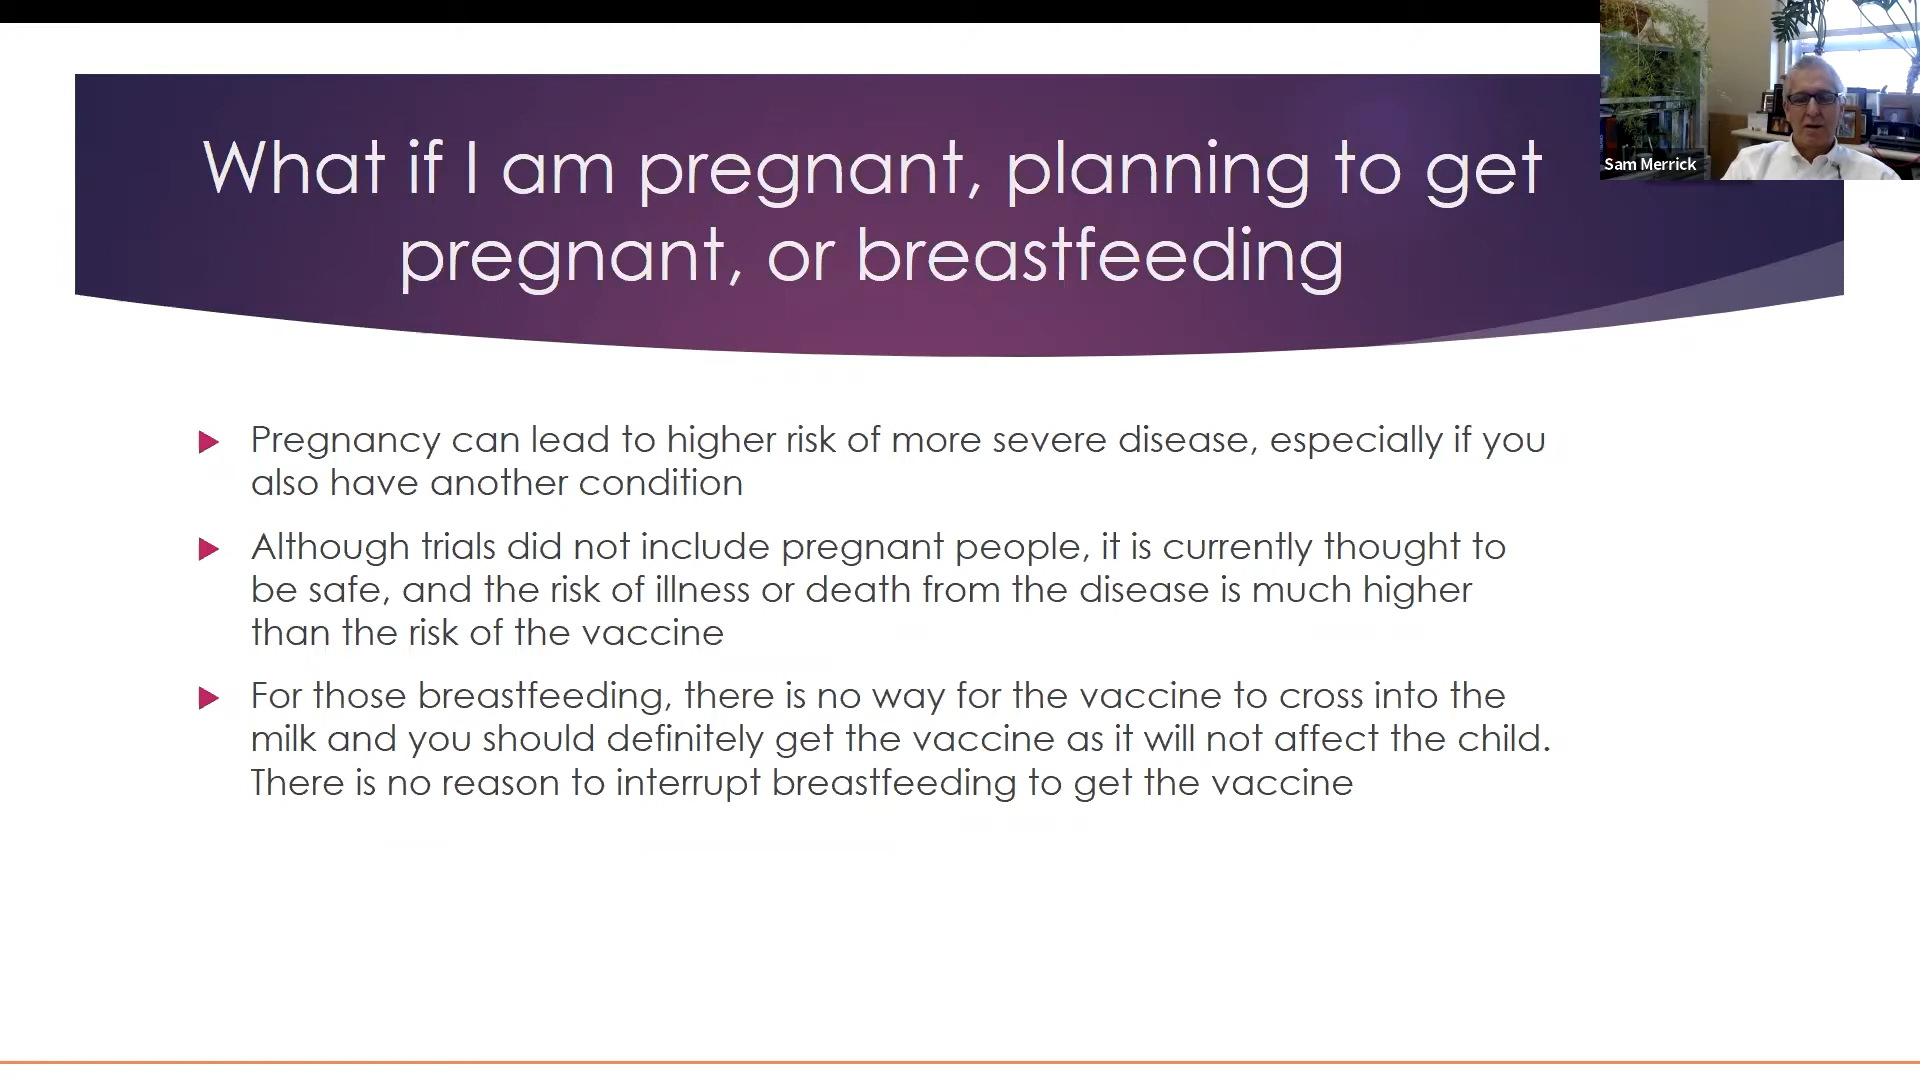 What if I am pregnant, planning to get
pregnant, or breastfeeding
Sam Merrick
Pregnancy can lead to higher risk of more severe disease, especially if you
also have another condition
Although trials did not include pregnant people, it is currently thought to
be safe, and the risk of illness or death from the disease is much higher
than the risk of the vaccine
For those breastfeeding, there is no way for the vaccine to cross into the
milk and you should definitely get the vaccine as it will not affect the child.
There is no reason to interrupt breastfeeding to get the vaccine